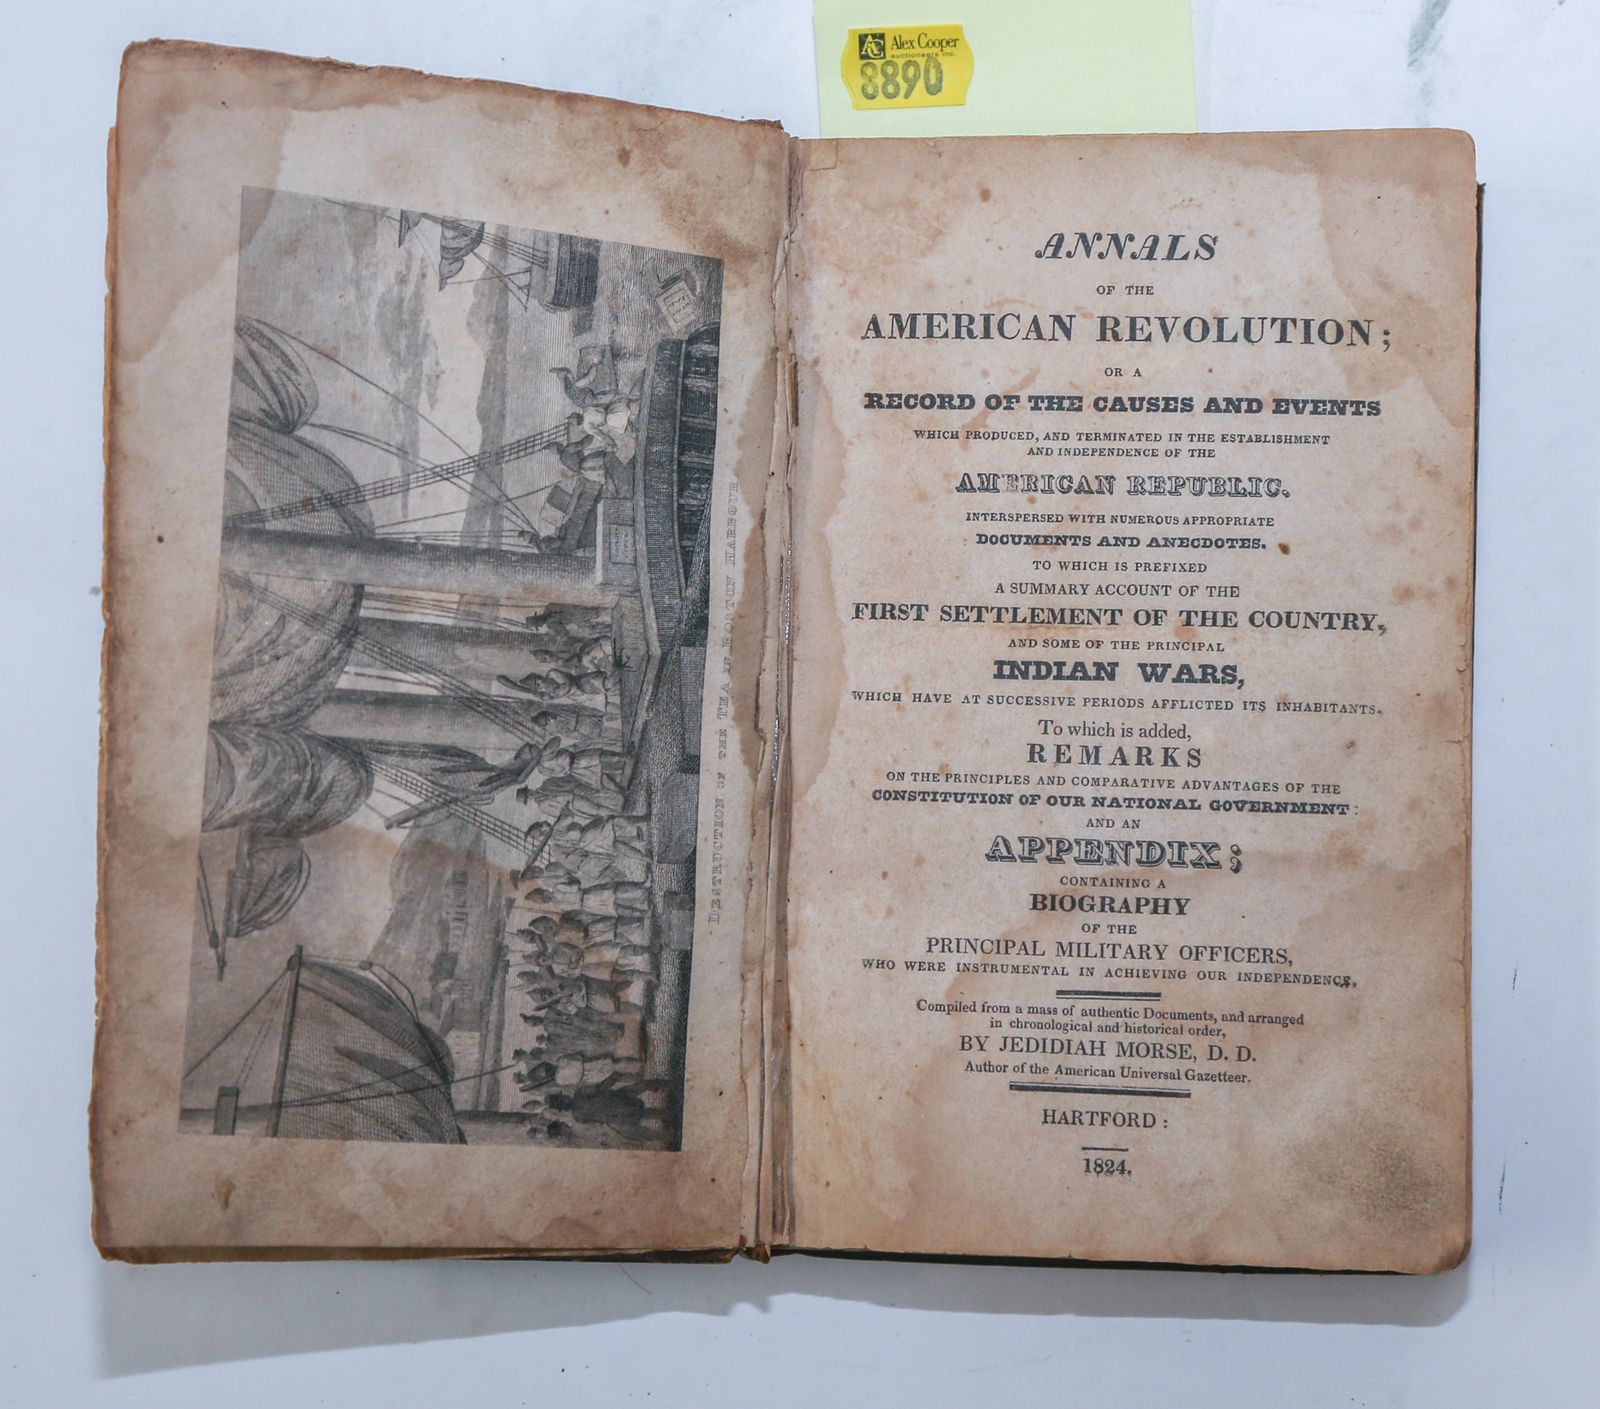 AC Alex Cooper
auctioneers inc.
8890
DESTRUCTION OF THE TEA IN BOSTON HARBOUR
ANNALS
OF THE
AMERICAN REVOLUTION;
OR A
RECORD OF THE CAUSES AND EVENTS
WHICH PRODUCED, AND TERMINATED IN THE ESTABLISHMENT
AND INDEPENDENCE OF THE
AMERICAN REPUBLIC.
INTERSPERSED WITH NUMEROUS APPROPRIATE
DOCUMENTS AND ANECDOTES.
TO WHICH IS PREFIXED
A SUMMARY ACCOUNT OF THE
FIRST SETTLEMENT OF THE COUNTRY,
AND SOME OF THE PRINCIPAL
INDIAN WARS,
WHICH HAVE AT SUCCESSIVE PERIODS AFFLICTED ITS INHABITANTS.
To which is added,
REMARKS
ON THE PRINCIPLES AND COMPARATIVE ADVANTAGES OF THE
CONSTITUTION OF OUR NATIONAL GOVERNMENT:
AND AN
APPENDIX;
CONTAINING A
BIOGRAPHY
OF THE
PRINCIPAL MILITARY OFFICERS,
WHO WERE INSTRUMENTAL IN ACHIEVING OUR INDEPENDENCE.
Compiled from a mass of authentic Documents, and arranged
in chronological and historical order,
BY JEDIDIAH MORSE, D. D.
Author of the American Universal Gazetteer.
HARTFORD:
1824.